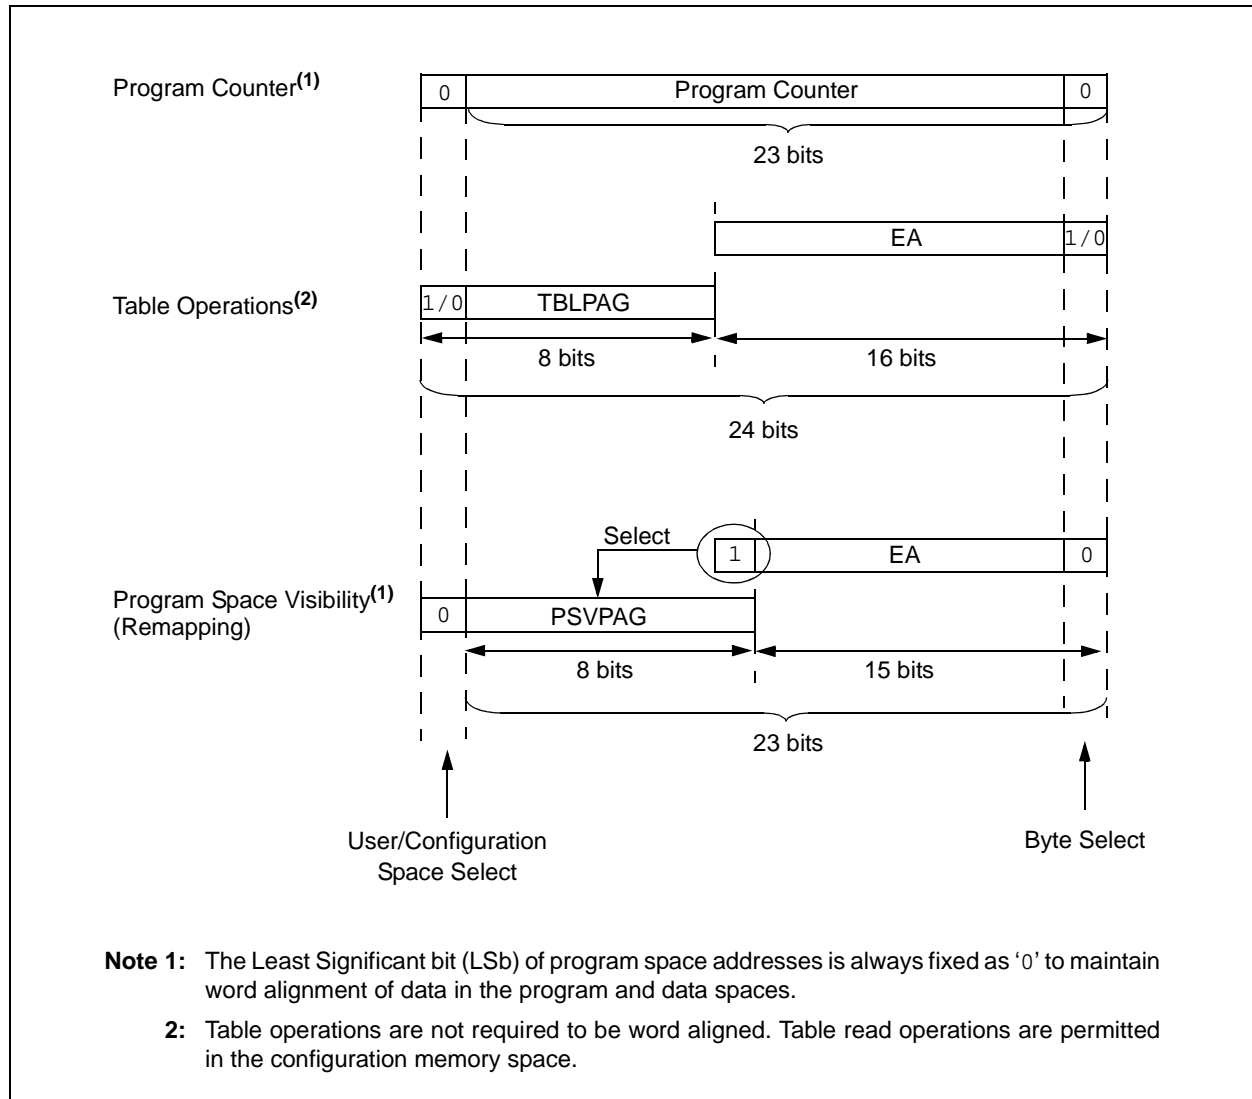 Program Counter(1)
0
Program Counter
0
23 bits
EA
1/0
Table Operations(2)
1/0
TBLPAG
8 bits
16 bits
24 bits
Select
1
EA
0
Program Space Visibility(1)
(Remapping)
0
PSVPAG
8 bits
15 bits
23 bits
User/Configuration
Space Select
Byte Select
Note 1: The Least Significant bit (LSb) of program space addresses is always fixed as ‘0’ to maintain
word alignment of data in the program and data spaces.
2: Table operations are not required to be word aligned. Table read operations are permitted
in the configuration memory space.